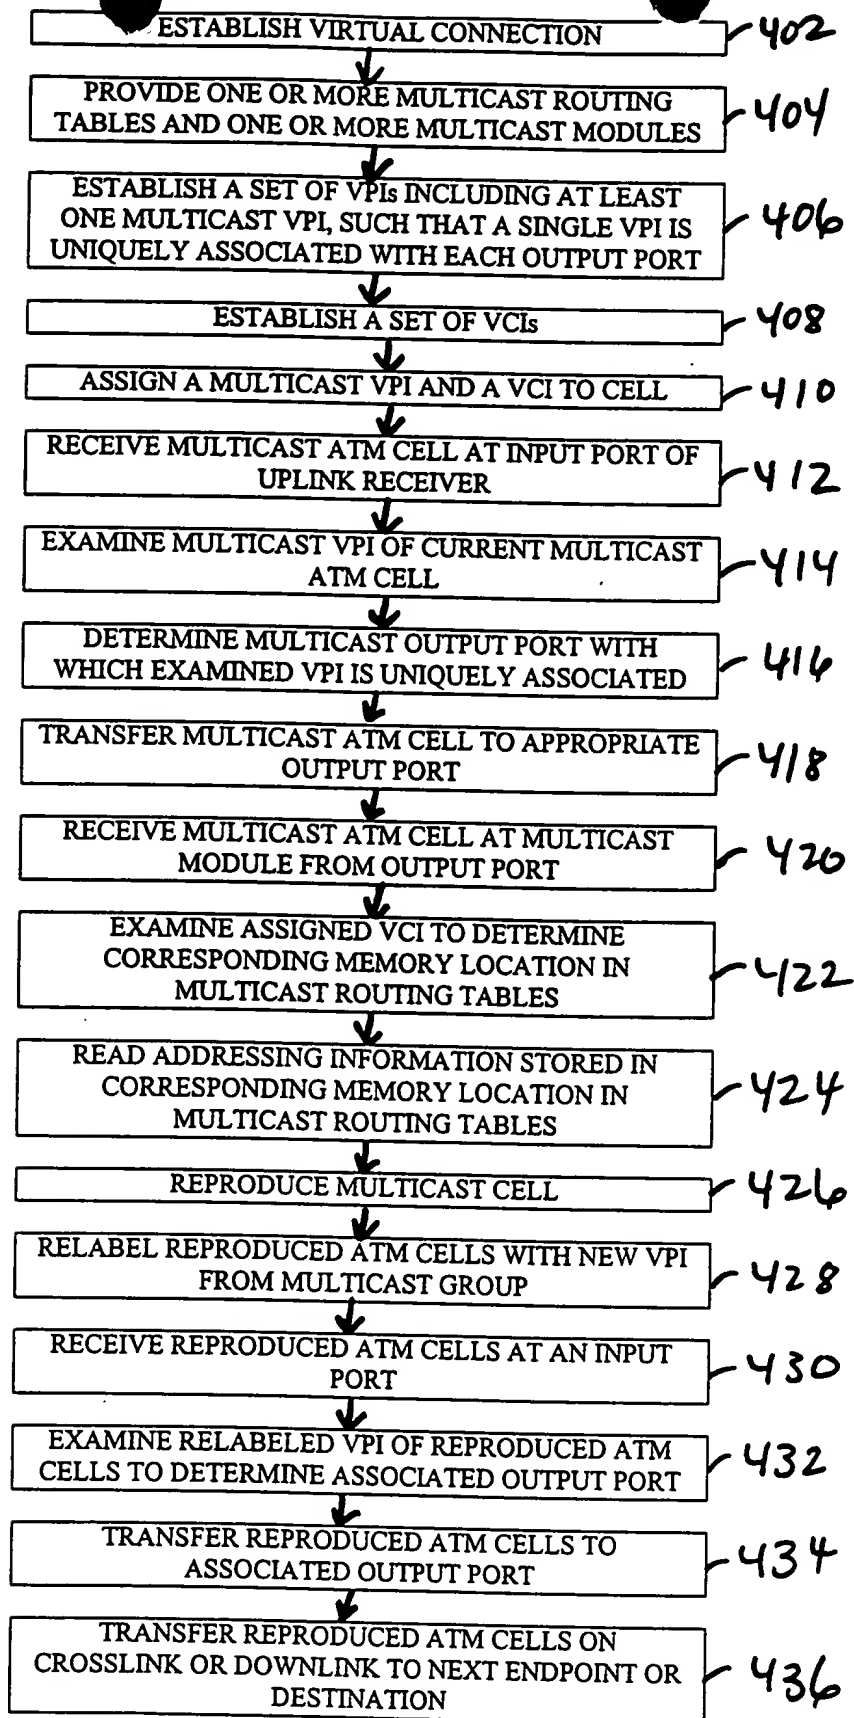 ESTABLISH VIRTUAL CONNECTION
402
PROVIDE ONE OR MORE MULTICAST ROUTING
TABLES AND ONE OR MORE MULTICAST MODULES
404
ESTABLISH A SET OF VPIs INCLUDING AT LEAST
ONE MULTICAST VPI, SUCH THAT A SINGLE VPI IS
UNIQUELY ASSOCIATED WITH EACH OUTPUT PORT
406
ESTABLISH A SET OF VCIs
408
ASSIGN A MULTICAST VPI AND A VCI TO CELL
410
RECEIVE MULTICAST ATM CELL AT INPUT PORT OF
UPLINK RECEIVER
412
EXAMINE MULTICAST VPI OF CURRENT MULTICAST
ATM CELL
414
DETERMINE MULTICAST OUTPUT PORT WITH
WHICH EXAMINED VPI IS UNIQUELY ASSOCIATED
416
TRANSFER MULTICAST ATM CELL TO APPROPRIATE
OUTPUT PORT
418
RECEIVE MULTICAST ATM CELL AT MULTICAST
MODULE FROM OUTPUT PORT
420
EXAMINE ASSIGNED VCI TO DETERMINE
CORRESPONDING MEMORY LOCATION IN
MULTICAST ROUTING TABLES
422
READ ADDRESSING INFORMATION STORED IN
CORRESPONDING MEMORY LOCATION IN
MULTICAST ROUTING TABLES
424
REPRODUCE MULTICAST CELL
426
RELABEL REPRODUCED ATM CELLS WITH NEW VPI
FROM MULTICAST GROUP
428
RECEIVE REPRODUCED ATM CELLS AT AN INPUT
PORT
430
EXAMINE RELABELED VPI OF REPRODUCED ATM
CELLS TO DETERMINE ASSOCIATED OUTPUT PORT
432
TRANSFER REPRODUCED ATM CELLS TO
ASSOCIATED OUTPUT PORT
434
TRANSFER REPRODUCED ATM CELLS ON
CROSSLINK OR DOWNLINK TO NEXT ENDPOINT OR
DESTINATION
436